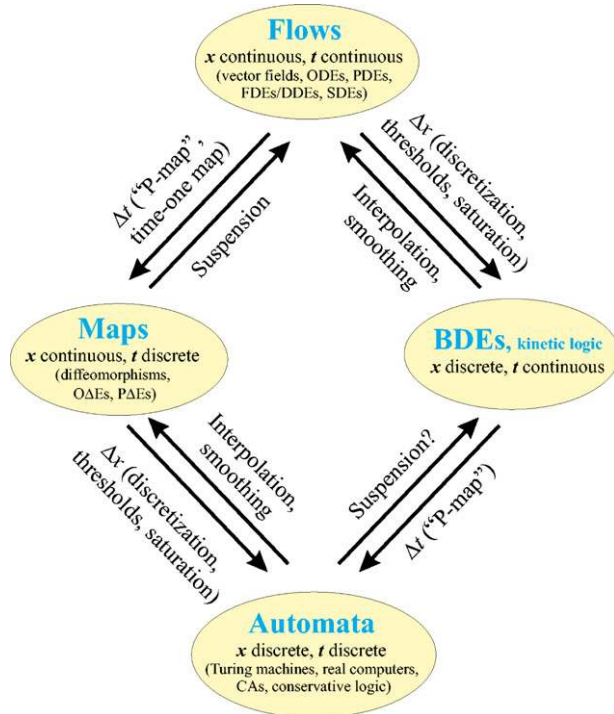 Flows
x continuous, t continuous
(vector fields, ODEs, PDEs,
FDEs/DDEs, SDEs)
Δt (“P-map”,
time-one map)
Suspension
Interpolation,
smoothing
Δx (discretization,
thresholds, saturation)
Maps
x continuous, t discrete
(diffeomorphisms,
OΔEs, PΔEs)
BDEs, kinetic logic
x discrete, t continuous
Δx (discretization,
thresholds, saturation)
Interpolation,
smoothing
Suspension?
Δt (“P-map”)
Automata
x discrete, t discrete
(Turing machines, real computers,
CAs, conservative logic)